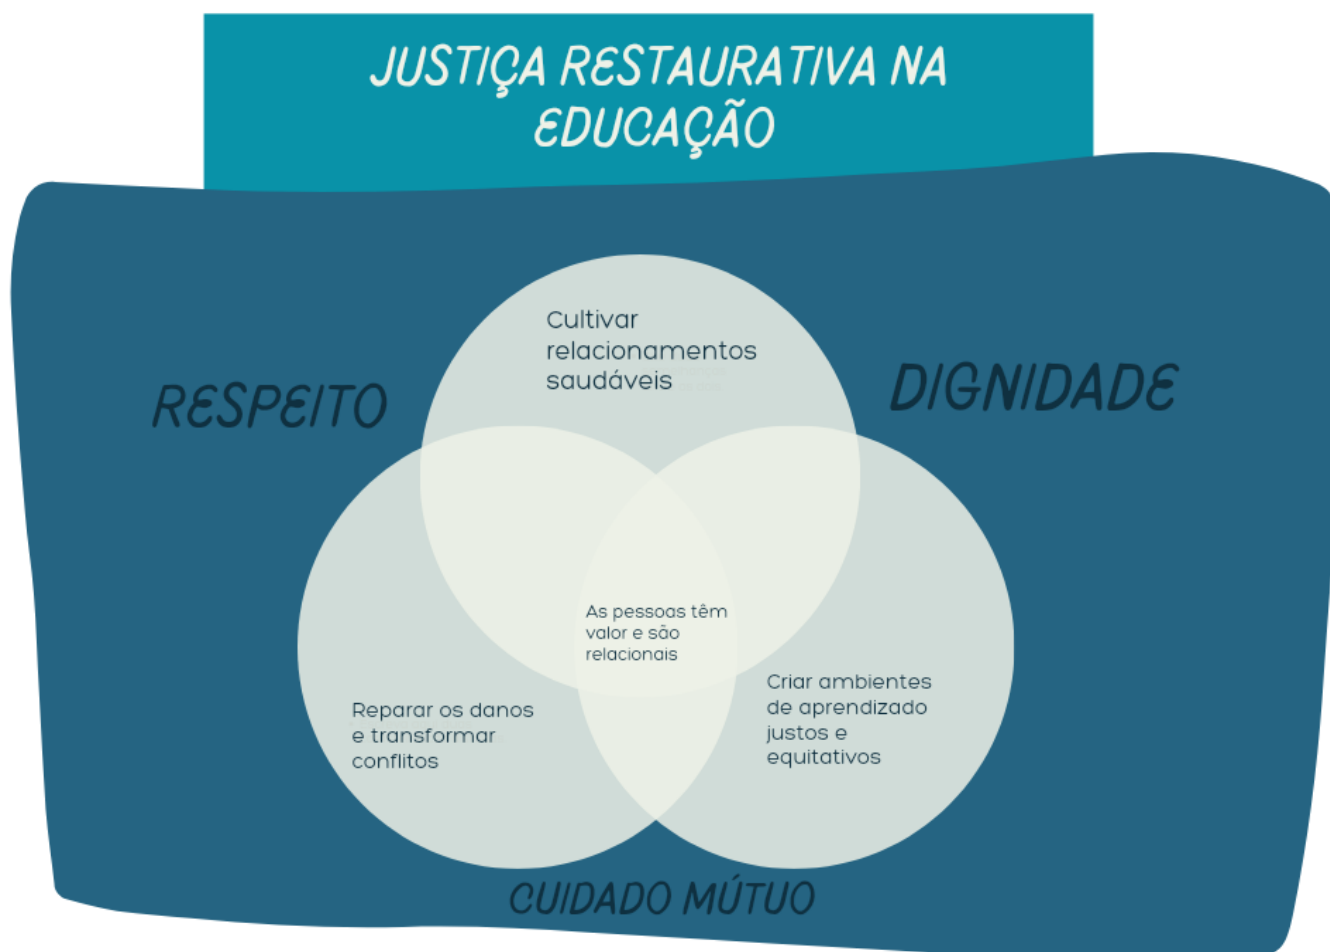 JUSTIÇA RESTAURATIVA NA
EDUCAÇÃO
Cultivar
relacionamentos
saudáveis
RESPEITO
DIGNIDADE
As pessoas têm
valor e são
relacionais
Reparar os danos
e transformar
conflitos
Criar ambientes
de aprendizado
justos e
equitativos
CUIDADO MÚTUO